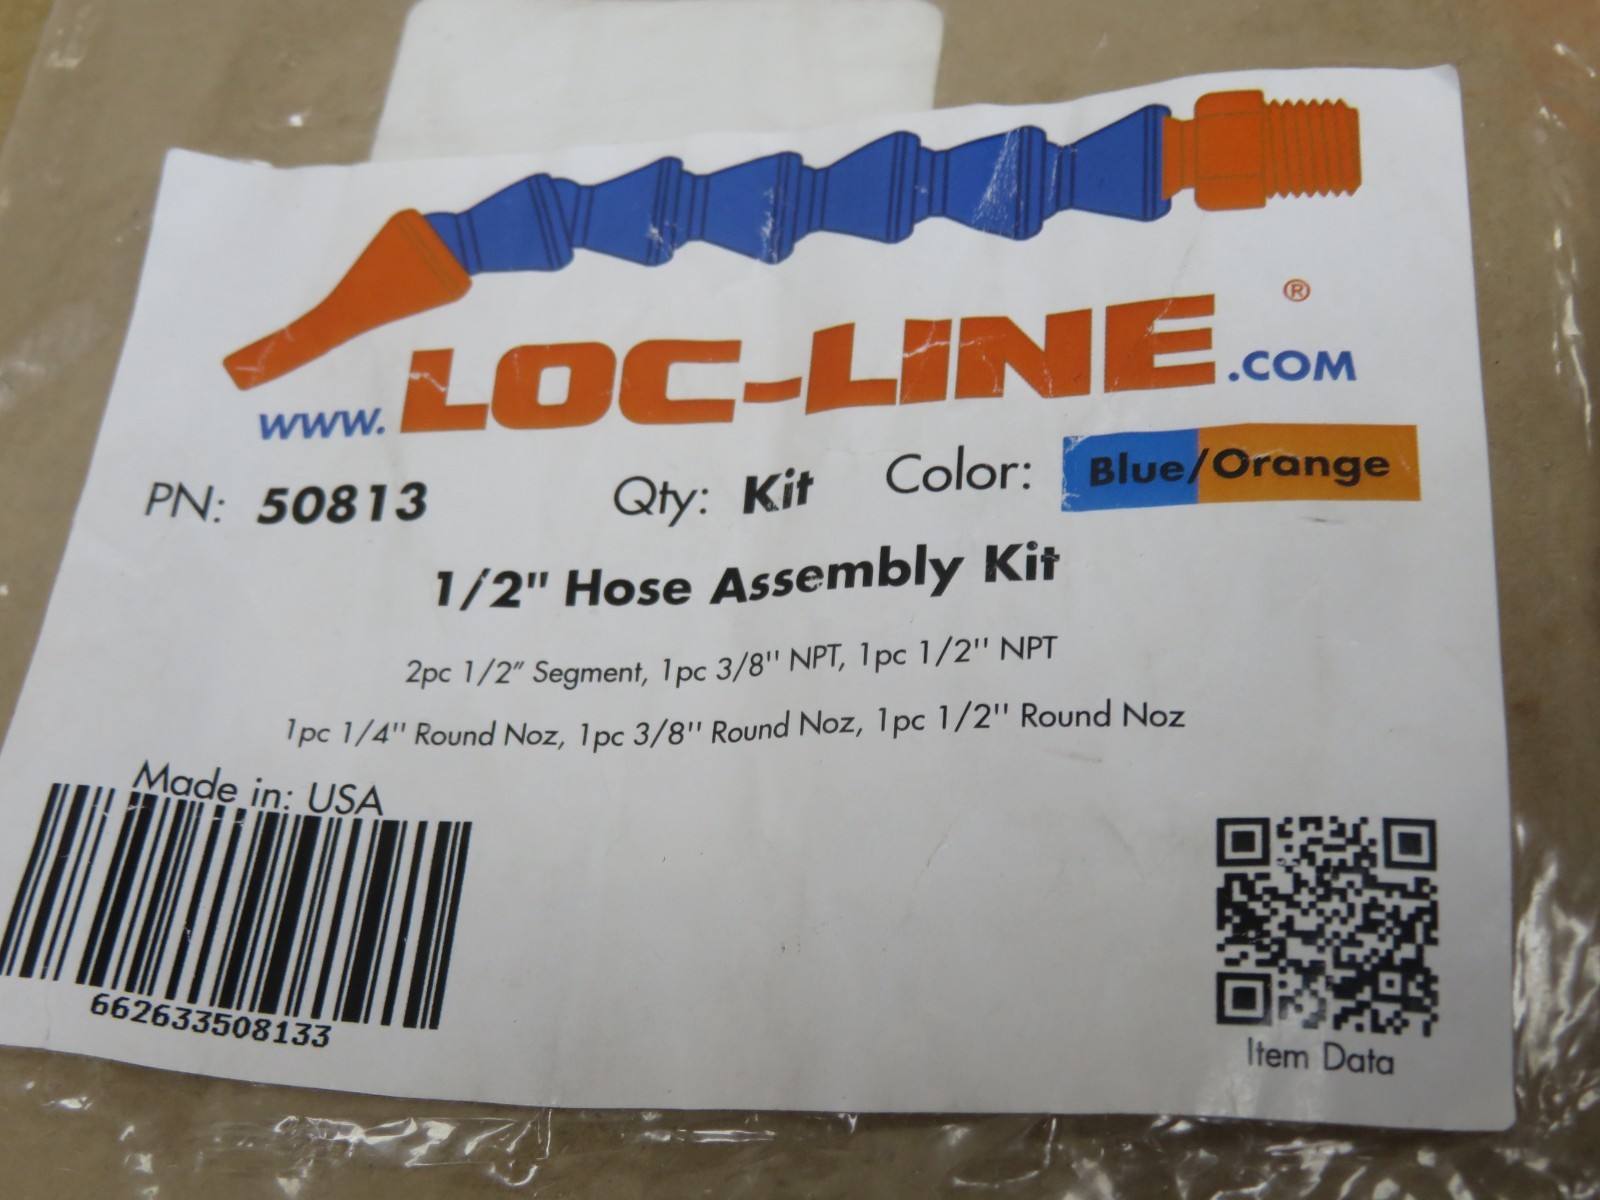 www.LOC-LINE®.COM
PN: 50813 Qty: Kit Color: Blue/Orange
1/2" Hose Assembly Kit
2pc 1/2" Segment, 1pc 3/8" NPT, 1pc 1/2" NPT
1pc 1/4" Round Noz, 1pc 3/8" Round Noz, 1pc 1/2" Round Noz
Made in: USA
662633508133
Item Data